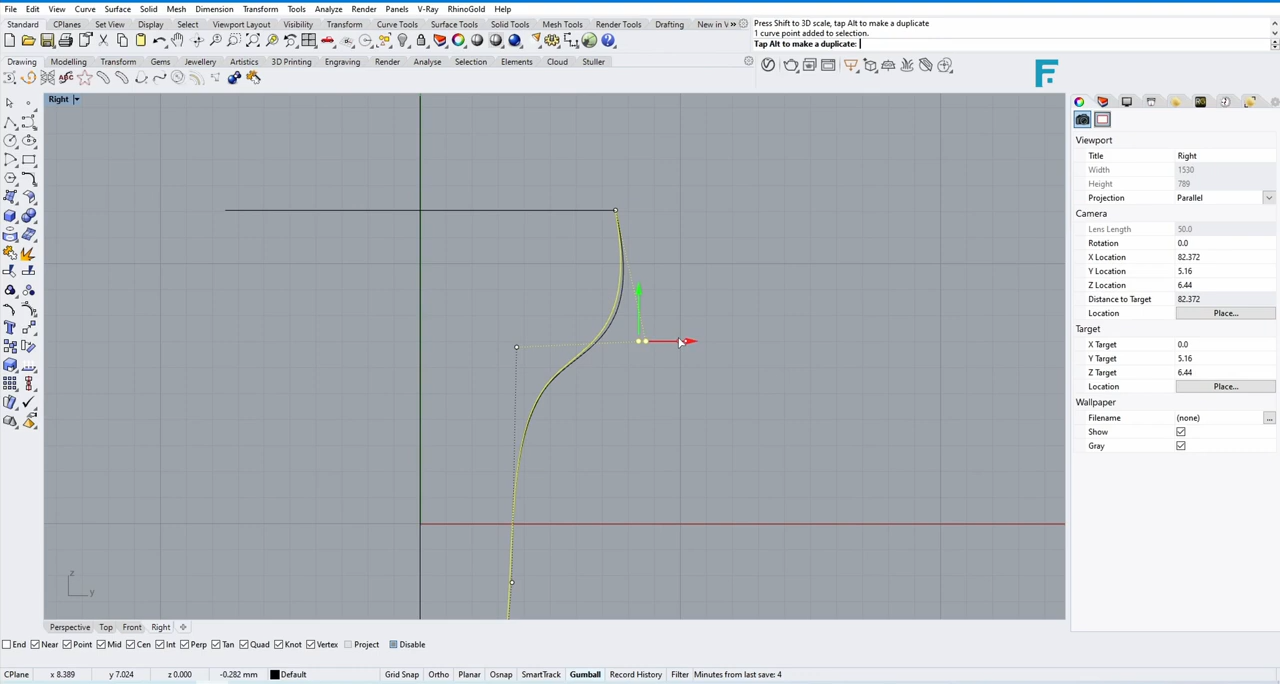 File Edit View Curve Surface Solid Mesh Dimension Transform Tools Analyze Render Panels V-Ray RhinoGold Help
Press Shift to 3D scale, tap Alt to make a duplicate
1 curve point added to selection.
Tap Alt to make a duplicate:
Standard CPlanes Set View Display Select Viewport Layout Visibility Transform Curve Tools Surface Tools Solid Tools Mesh Tools Render Tools Drafting New in V
Drawing Modelling Transform Gems Jewellery Artistics 3D Printing Engraving Render Analyse Selection Elements Cloud Stuller
ABC
F.
Right
Viewport
Title Right
Width 1530
Height 789
Projection Parallel
Camera
Lens Length 50.0
Rotation 0.0
X Location 82.372
Y Location 5.16
Z Location 6.44
Distance to Target 82.372
Location Place...
Target
X Target 0.0
Y Target 5.16
Z Target 6.44
Location Place...
Wallpaper
Filename (none) ...
Show
Gray
z
y
Perspective Top Front Right
End Near Point Mid Cen Int Perp Tan Quad Knot Vertex Project Disable
CPlane x 8.389 y 7.024 z 0.000 -0.282 mm Default Grid Snap Ortho Planar Osnap SmartTrack Gumball Record History Filter Minutes from last save: 4